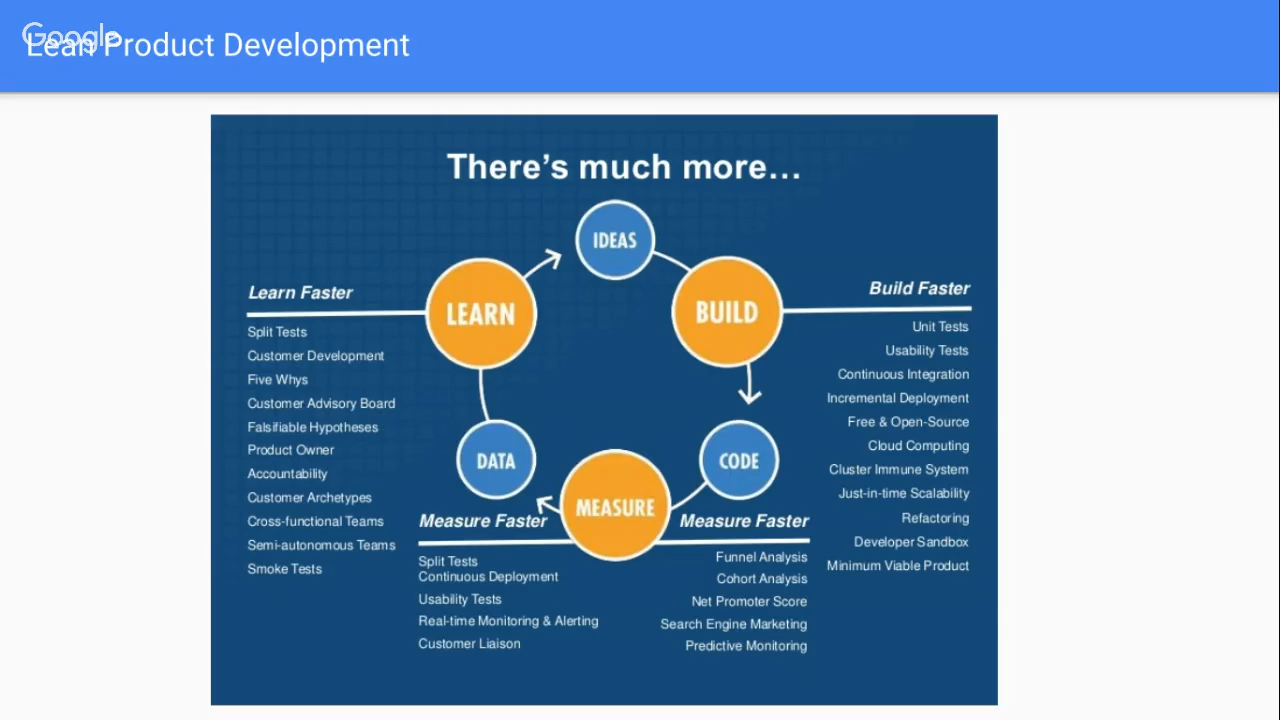 Google
Lean Product Development
There's much more...
IDEAS
LEARN
BUILD
DATA
CODE
MEASURE
Learn Faster
Split Tests
Customer Development
Five Whys
Customer Advisory Board
Falsifiable Hypotheses
Product Owner
Accountability
Customer Archetypes
Cross-functional Teams
Semi-autonomous Teams
Smoke Tests
Measure Faster
Split Tests
Continuous Deployment
Usability Tests
Real-time Monitoring & Alerting
Customer Liaison
Measure Faster
Funnel Analysis
Cohort Analysis
Net Promoter Score
Search Engine Marketing
Predictive Monitoring
Build Faster
Unit Tests
Usability Tests
Continuous Integration
Incremental Deployment
Free & Open-Source
Cloud Computing
Cluster Immune System
Just-in-time Scalability
Refactoring
Developer Sandbox
Minimum Viable Product